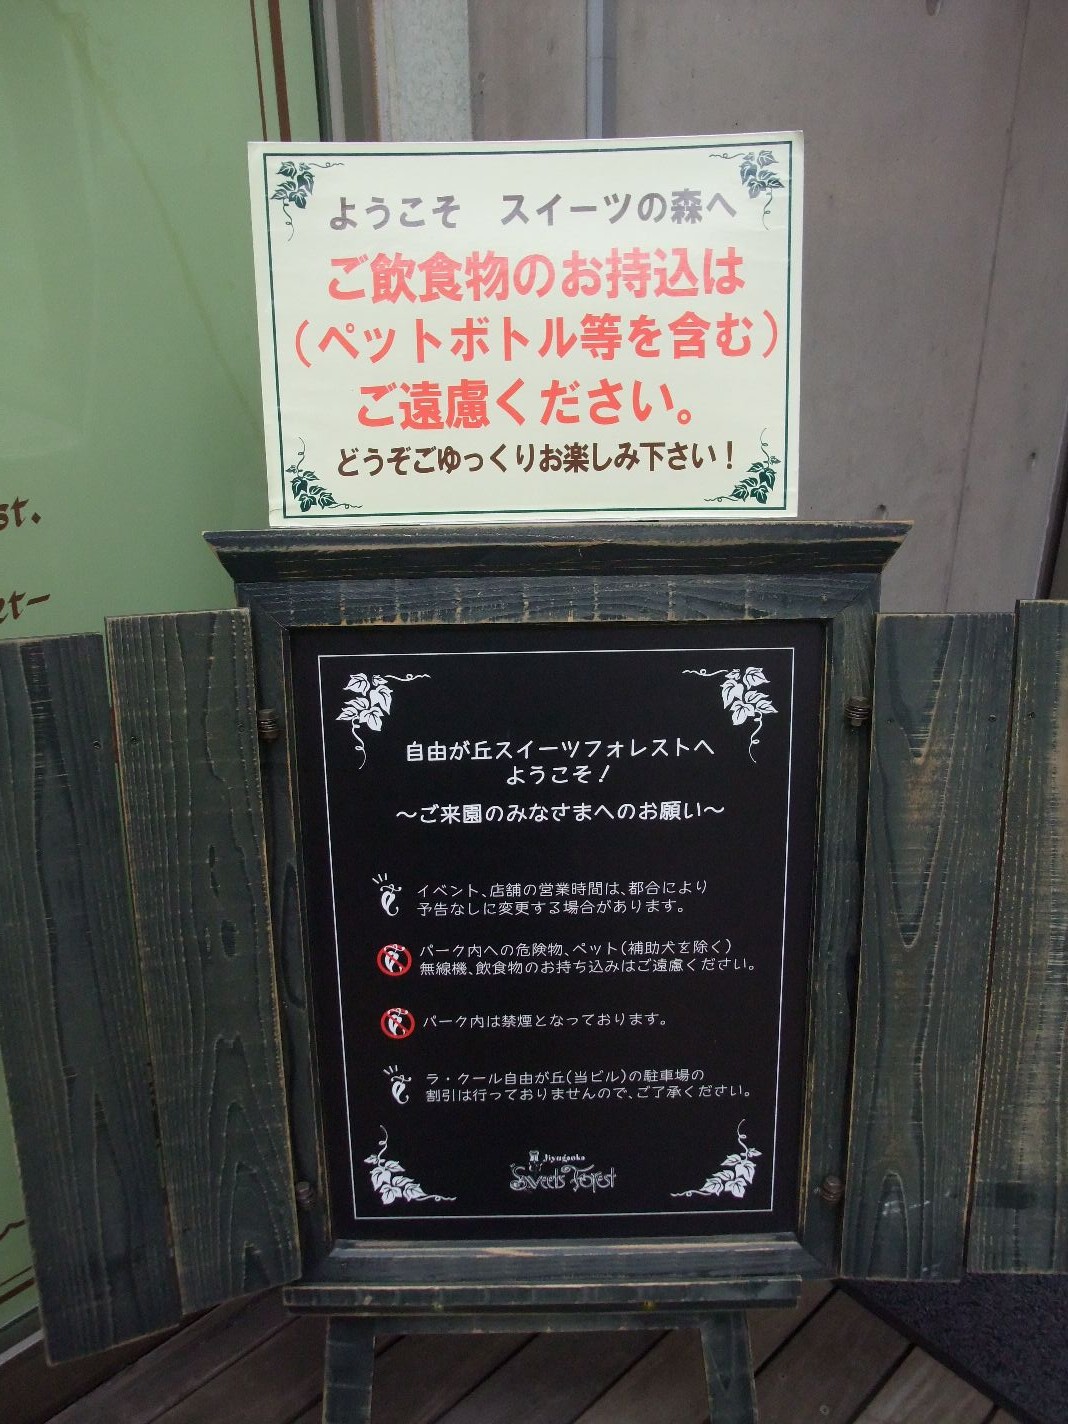 ようこそ　スイーツの森へ
ご飲食物のお持込は
（ペットボトル等を含む）
ご遠慮ください。
どうぞごゆっくりお楽しみ下さい！
st.
et-
自由が丘スイーツフォレストへ
ようこそ！
〜ご来園のみなさまへのお願い〜
イベント、店舗の営業時間は、都合により
予告なしに変更する場合があります。
パーク内への危険物、ペット(補助犬を除く)
無線機、飲食物のお持ち込みはご遠慮ください。
パーク内は禁煙となっております。
ラ・クール自由が丘(当ビル)の駐車場の
割引は行っておりませんので、ご了承ください。
Jiyugaoka
Sweets Forest